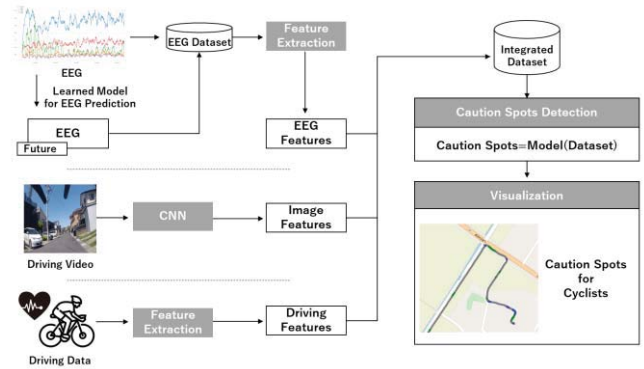 EEG
Learned Model
for EEG Prediction
EEG
Future
EEG Dataset
Feature
Extraction
EEG
Features
Driving Video
CNN
Image
Features
Driving Data
Feature
Extraction
Driving
Features
Integrated
Dataset
Caution Spots Detection
Caution Spots=Model(Dataset)
Visualization
Caution Spots
for
Cyclists